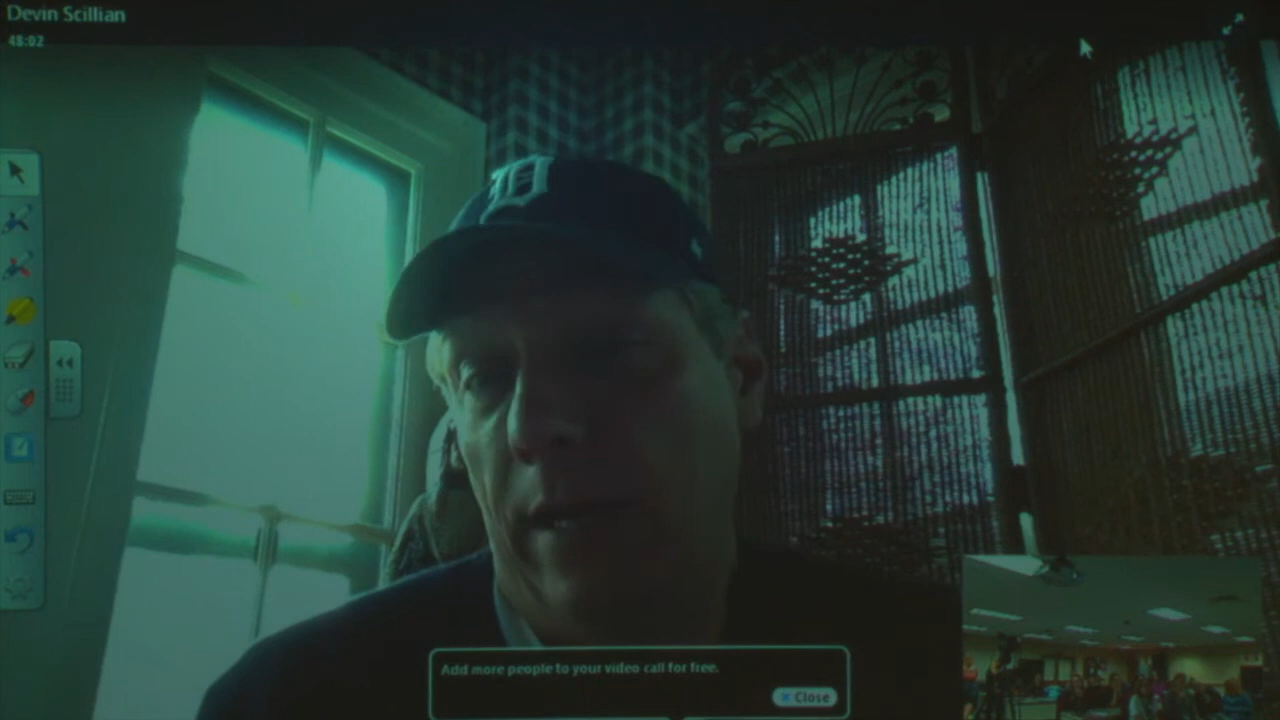 Devin Scillian
48:02
D
Add more people to your video call for free.
× Close